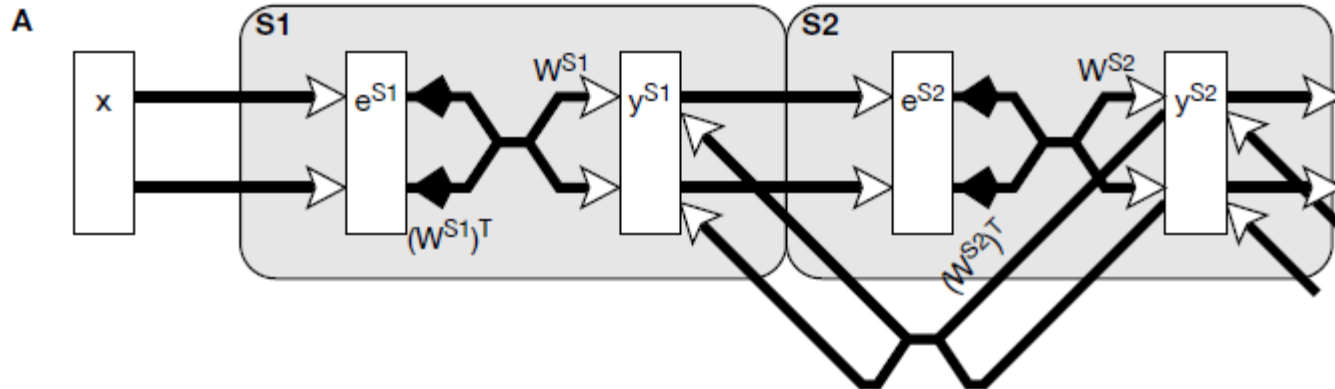 A
S1
S2
W^S1
W^S2
x
e^S1
y^S1
e^S2
y^S2
(W^S1)^T
(W^S2)^T